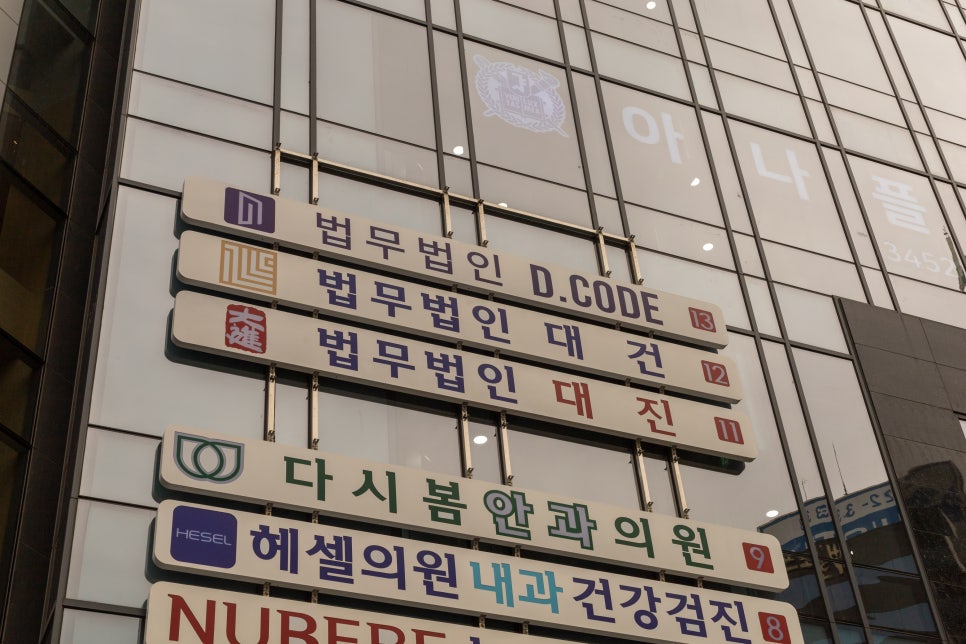 아나플
3452
법무법인 D.CODE 13
법무법인 대건 12
大進 법무법인 대진 11
다시봄안과의원 9
HESEL 헤셀의원 내과 건강검진 8